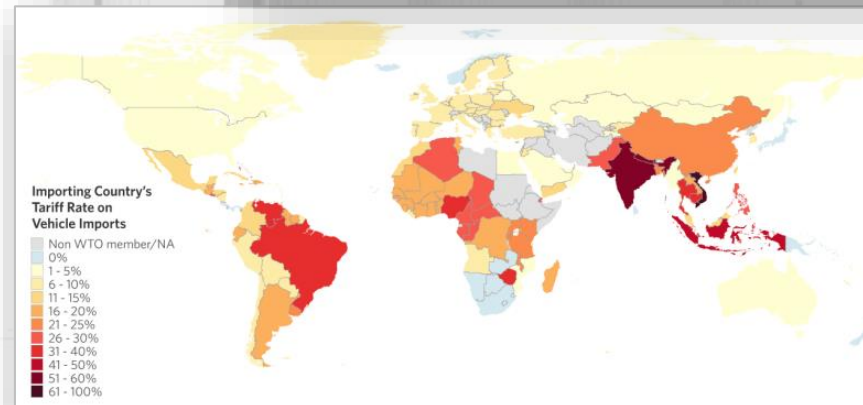 Importing Country's
Tariff Rate on
Vehicle Imports
Non WTO member/NA
0%
1 - 5%
6 - 10%
11 - 15%
16 - 20%
21 - 25%
26 - 30%
31 - 40%
41 - 50%
51 - 60%
61 - 100%